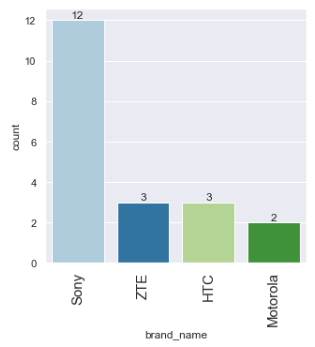 12
12
10
8
6
4
2
0
3
3
2
count
Sony
ZTE
HTC
Motorola
brand_name